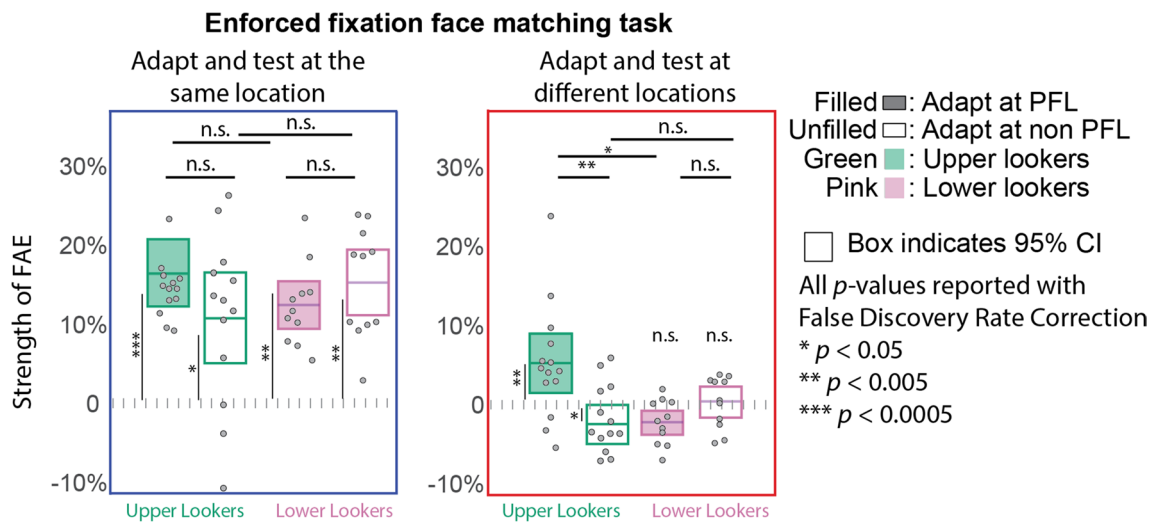 Enforced fixation face matching task
Adapt and test at the
same location
Adapt and test at
different locations
Strength of FAE
30%
20%
10%
0
-10%
n.s.
n.s.
n.s.
n.s.
***
*
**
**
Upper Lookers
Lower Lookers
30%
20%
10%
0
-10%
n.s.
*
**
n.s.
n.s.
n.s.
**
*
Upper Lookers
Lower Lookers
Filled : Adapt at PFL
Unfilled : Adapt at non PFL
Green : Upper lookers
Pink : Lower lookers
Box indicates 95% CI
All p-values reported with
False Discovery Rate Correction
* p < 0.05
** p < 0.005
*** p < 0.0005